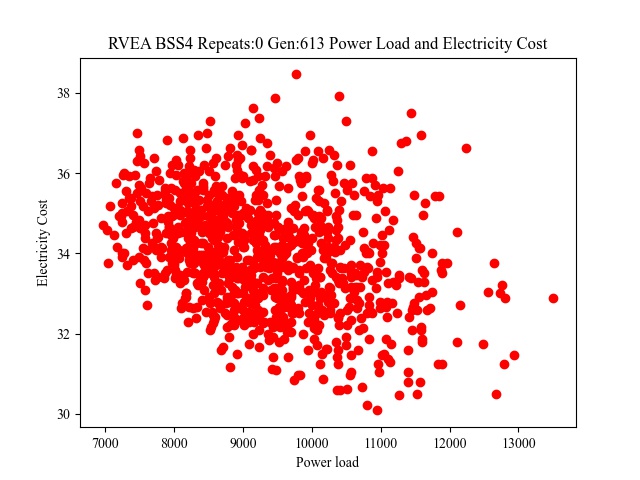 RVEA BSS4 Repeats:0 Gen:613 Power Load and Electricity Cost
38
36
34
32
30
Electricity Cost
7000 8000 9000 10000 11000 12000 13000
Power load